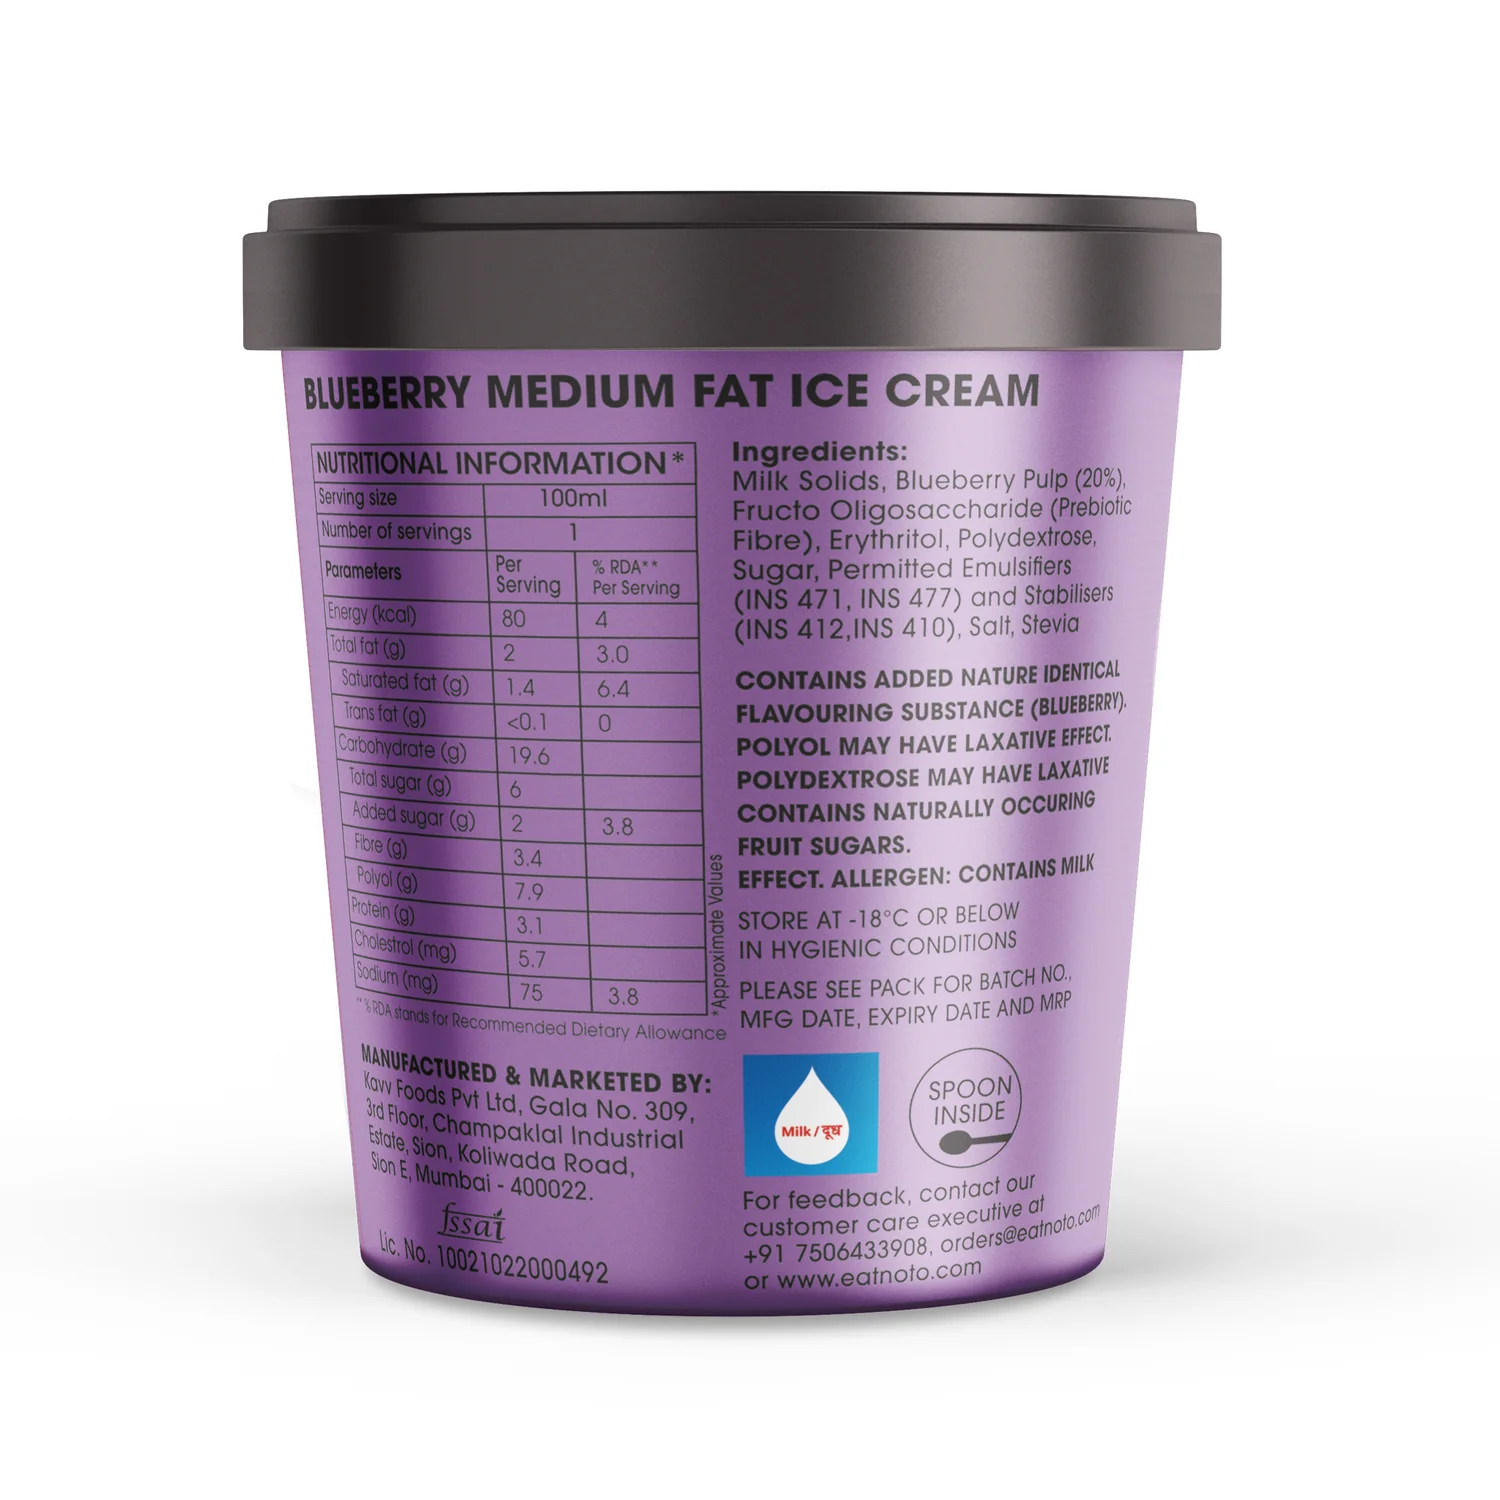 BLUEBERRY MEDIUM FAT ICE CREAM
NUTRITIONAL INFORMATION*
Serving size 100ml
Number of servings 1
Parameters Per Serving % RDA** Per Serving
Energy (kcal) 80 4
Total fat (g) 2 3.0
Saturated fat (g) 1.4 6.4
Trans fat (g) <0.1 0
Carbohydrate (g) 19.6
Total sugar (g) 6
Added sugar (g) 2 3.8
Fibre (g) 3.4
Polyol (g) 7.9
Protein (g) 3.1
Cholestrol (mg) 5.7
Sodium (mg) 75 3.8
*Approximate Values
** % RDA stands for Recommended Dietary Allowance
MANUFACTURED & MARKETED BY:
Kavv Foods Pvt Ltd, Gala No. 309,
3rd Floor, Champaklal Industrial
Estate, Sion, Koliwada Road,
Sion E, Mumbai - 400022.
fssai
Lic. No. 10021022000492
Ingredients:
Milk Solids, Blueberry Pulp (20%),
Fructo Oligosaccharide (Prebiotic
Fibre), Erythritol, Polydextrose,
Sugar, Permitted Emulsifiers
(INS 471, INS 477) and Stabilisers
(INS 412,INS 410), Salt, Stevia
CONTAINS ADDED NATURE IDENTICAL
FLAVOURING SUBSTANCE (BLUEBERRY).
POLYOL MAY HAVE LAXATIVE EFFECT.
POLYDEXTROSE MAY HAVE LAXATIVE
CONTAINS NATURALLY OCCURING
FRUIT SUGARS.
EFFECT. ALLERGEN: CONTAINS MILK
STORE AT -18°C OR BELOW
IN HYGIENIC CONDITIONS
PLEASE SEE PACK FOR BATCH NO.,
MFG DATE, EXPIRY DATE AND MRP
Milk / दूध
SPOON
INSIDE
For feedback, contact our
customer care executive at
+91 7506433908, orders@eatnoto.com
or www.eatnoto.com